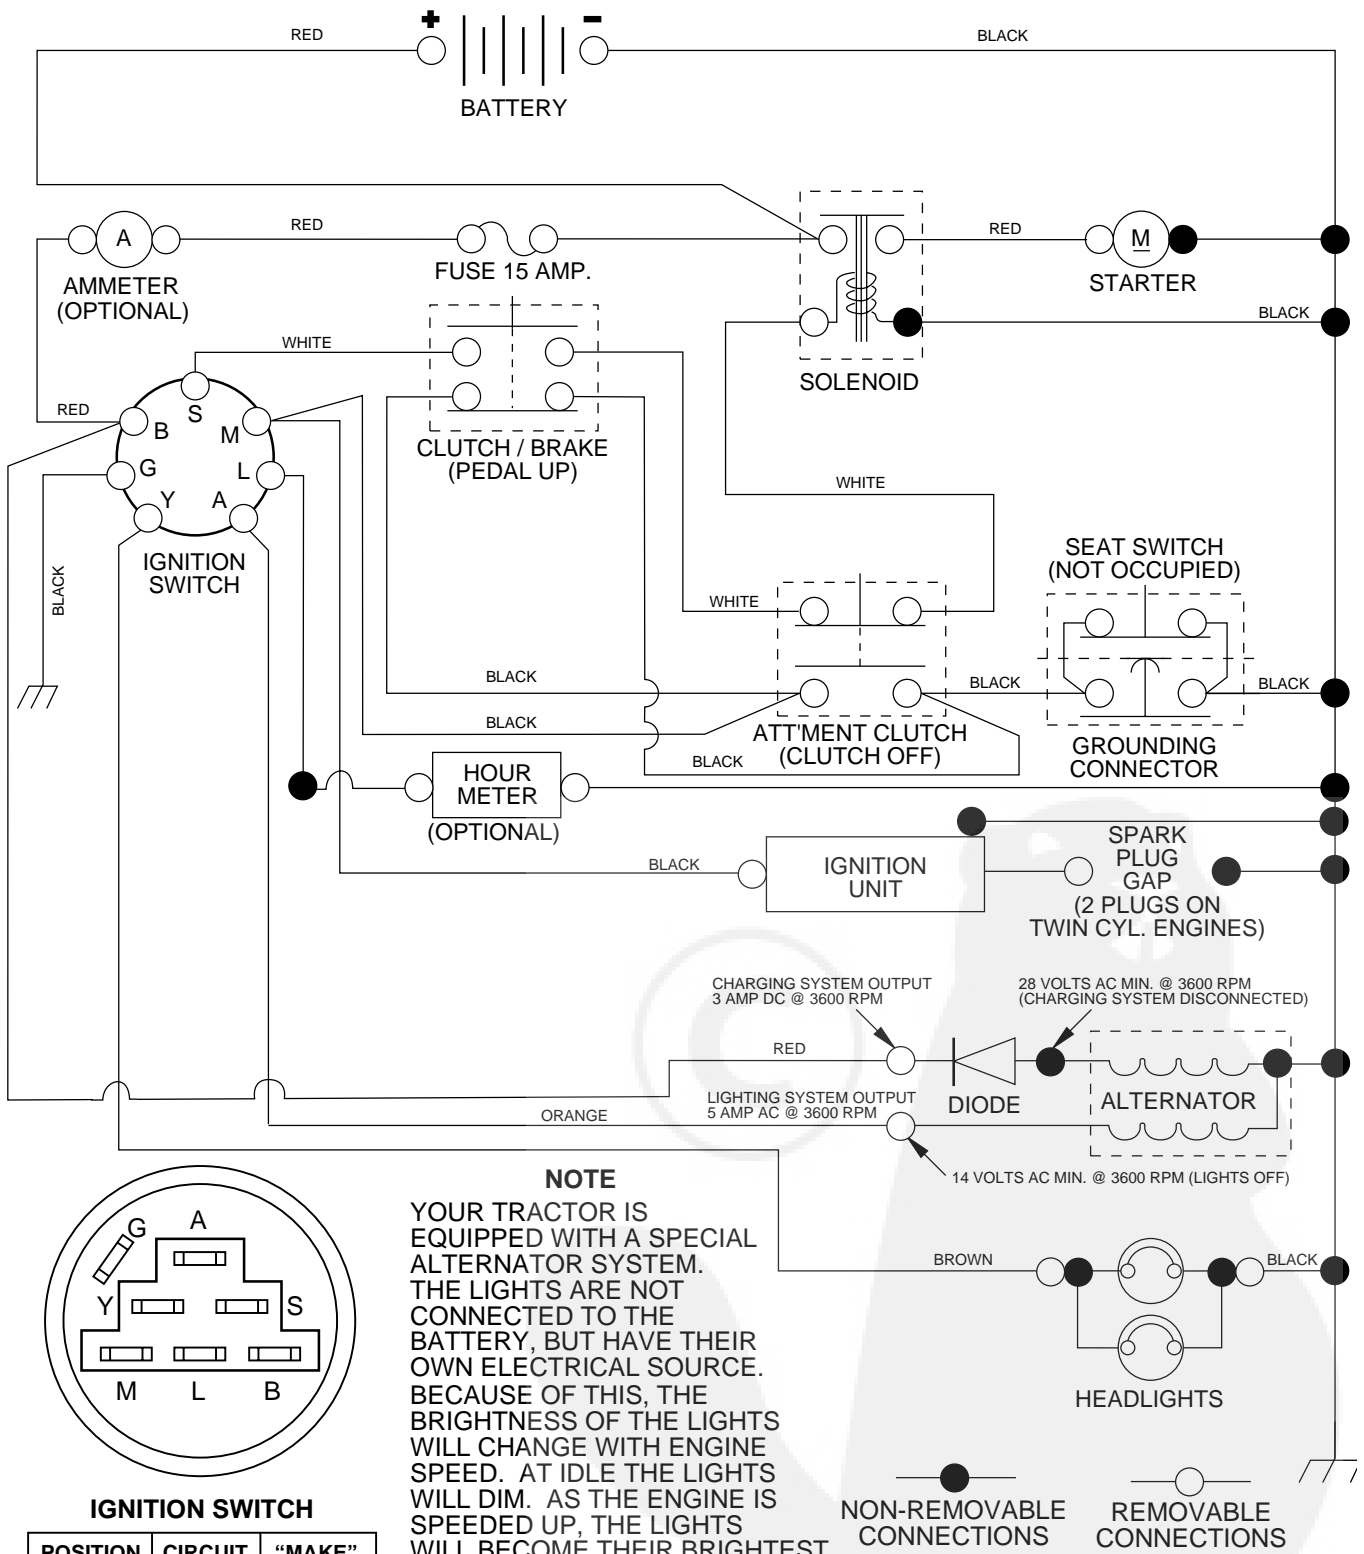 + −
RED
BLACK
BATTERY
A
RED
FUSE 15 AMP.
RED
M
STARTER
AMMETER
(OPTIONAL)
BLACK
SOLENOID
WHITE
RED
S
B
M
G
L
Y
A
CLUTCH / BRAKE
(PEDAL UP)
WHITE
IGNITION
SWITCH
BLACK
SEAT SWITCH
(NOT OCCUPIED)
WHITE
BLACK
BLACK
BLACK
BLACK
ATT'MENT CLUTCH
(CLUTCH OFF)
BLACK
GROUNDING
CONNECTOR
HOUR
METER
(OPTIONAL)
BLACK
IGNITION
UNIT
SPARK
PLUG
GAP
(2 PLUGS ON
TWIN CYL. ENGINES)
©
CHARGING SYSTEM OUTPUT
3 AMP DC @ 3600 RPM
28 VOLTS AC MIN. @ 3600 RPM
(CHARGING SYSTEM DISCONNECTED)
RED
DIODE
ALTERNATOR
LIGHTING SYSTEM OUTPUT
5 AMP AC @ 3600 RPM
ORANGE
14 VOLTS AC MIN. @ 3600 RPM (LIGHTS OFF)
G
A
Y
S
M L B
IGNITION SWITCH
POSITION CIRCUIT “MAKE”
NOTE
YOUR TRACTOR IS
EQUIPPED WITH A SPECIAL
ALTERNATOR SYSTEM.
THE LIGHTS ARE NOT
CONNECTED TO THE
BATTERY, BUT HAVE THEIR
OWN ELECTRICAL SOURCE.
BECAUSE OF THIS, THE
BRIGHTNESS OF THE LIGHTS
WILL CHANGE WITH ENGINE
SPEED. AT IDLE THE LIGHTS
WILL DIM. AS THE ENGINE IS
SPEEDED UP, THE LIGHTS
WILL BECOME THEIR BRIGHTEST
BROWN
BLACK
HEADLIGHTS
NON-REMOVABLE
CONNECTIONS
REMOVABLE
CONNECTIONS